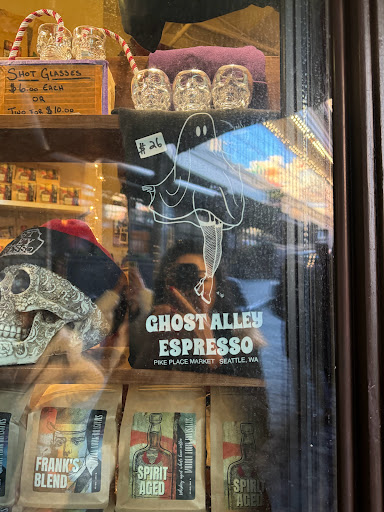 SHOT GLASSES
$6.00 EACH
OR
TWO FOR $10.00
$26
GHOST ALLEY
ESPRESSO
PIKE PLACE MARKET SEATTLE, WA
FRANK'S
BLEND
SPIRIT
AGED
SPIRIT
AGED